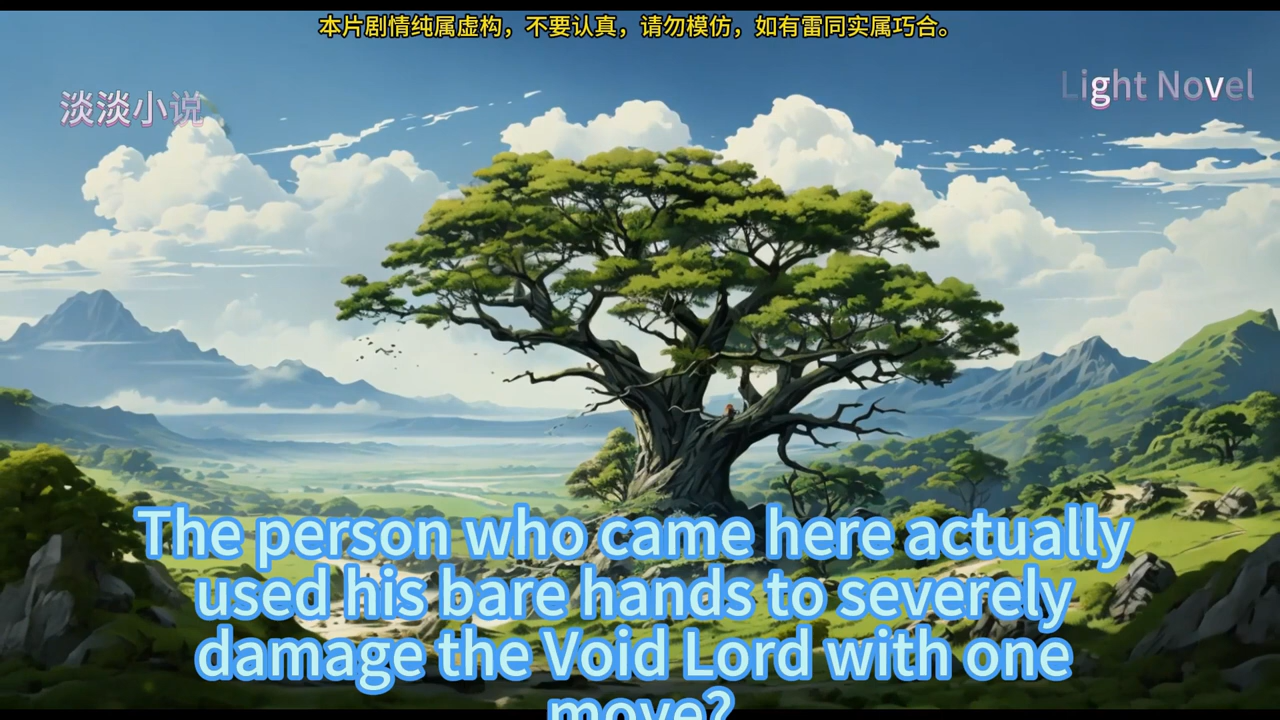 本片剧情纯属虚构，不要认真，请勿模仿，如有雷同实属巧合。
淡淡小说
Light Novel
The person who came here actually
used his bare hands to severely
damage the Void Lord with one
move?